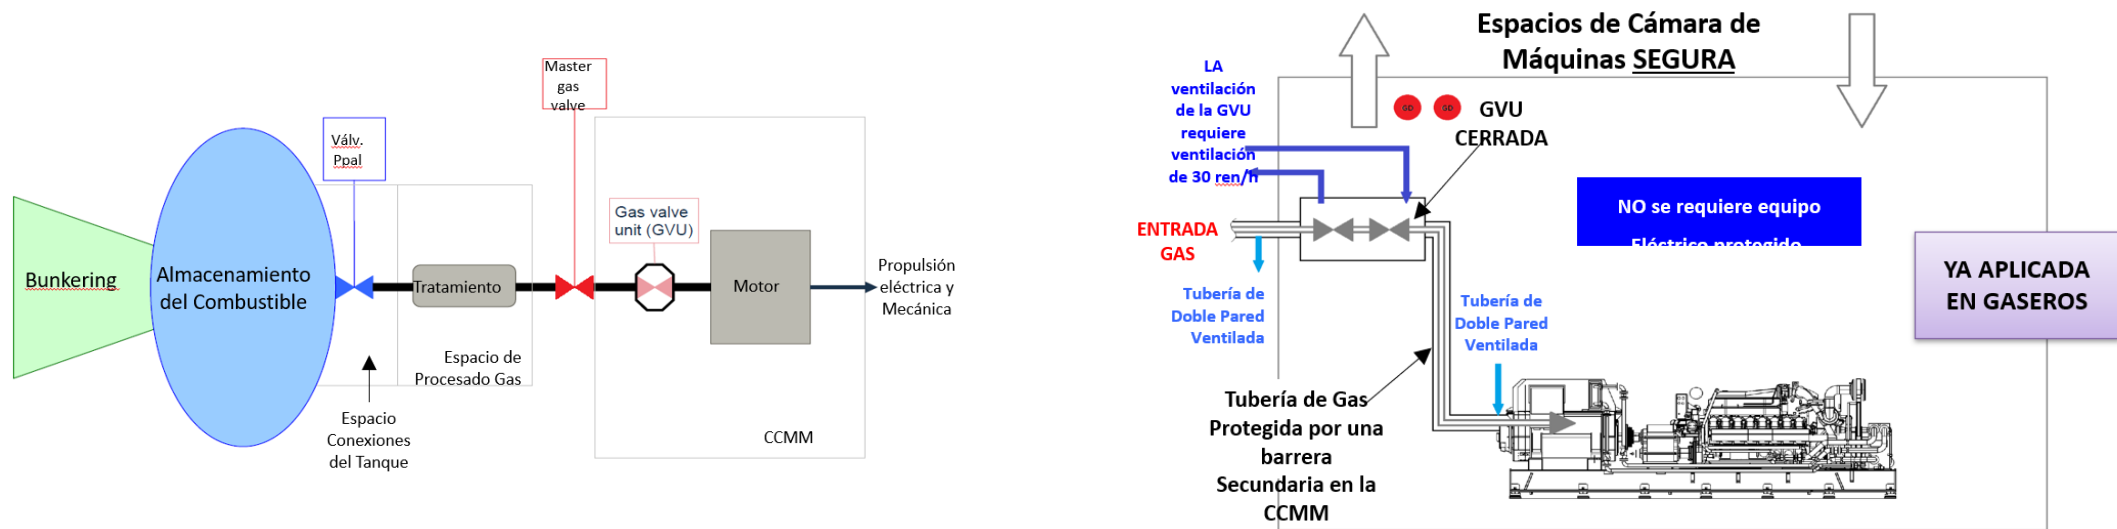 Bunkering
Almacenamiento
del Combustible
Válv.
Ppal
Tratamiento
Espacio de
Procesado Gas
Espacio
Conexiones
del Tanque
Master
gas
valve
Gas valve
unit (GVU)
Motor
CCMM
Propulsión
eléctrica y
Mecánica
Espacios de Cámara de
Máquinas SEGURA
LA
ventilación
de la GVU
requiere
ventilación
de 30 ren/h
GD
GD
GVU
CERRADA
ENTRADA
GAS
Tubería de
Doble Pared
Ventilada
Tubería de
Doble Pared
Ventilada
NO se requiere equipo
Eléctrico protegido
YA APLICADA
EN GASEROS
Tubería de Gas
Protegida por una
barrera
Secundaria en la
CCMM